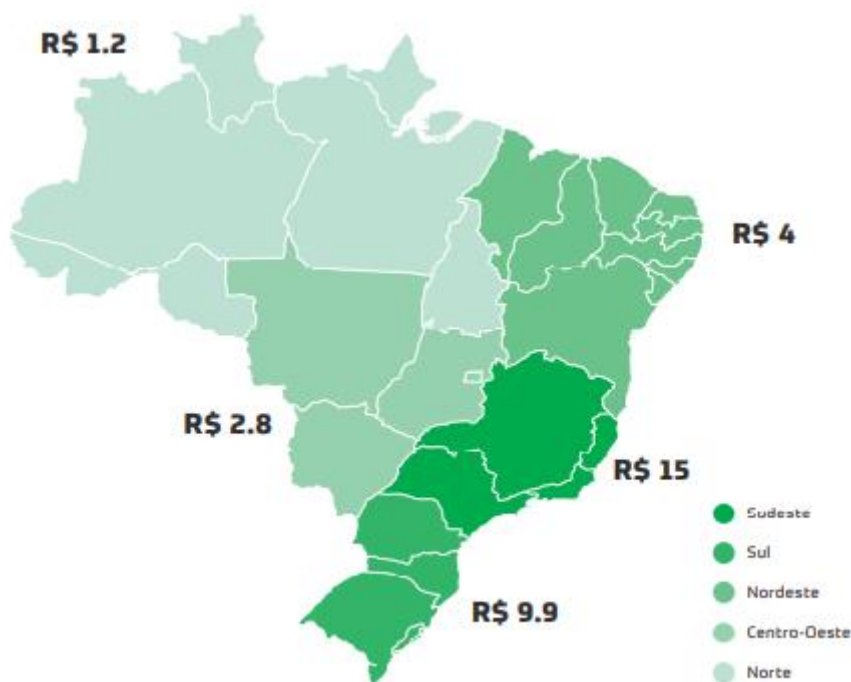 R$ 1.2
R$ 4
R$ 2.8
R$ 15
R$ 9.9
Sudeste
Sul
Nordeste
Centro-Oeste
Norte